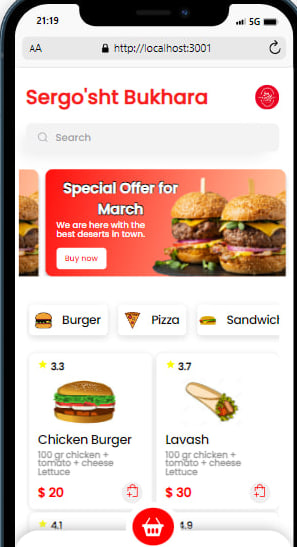 21:19
5G
AA
http://localhost:3001
Sergo'sht Bukhara
Search
Special Offer for
March
We are here with the
best deserts in town.
Buy now
Burger
Pizza
Sandwich
3.3
3.7
Chicken Burger
Lavash
100 gr chicken +
tomato + cheese
Lettuce
100 gr chicken +
tomato + cheese
Lettuce
$ 20
$ 30
4.1
4.9